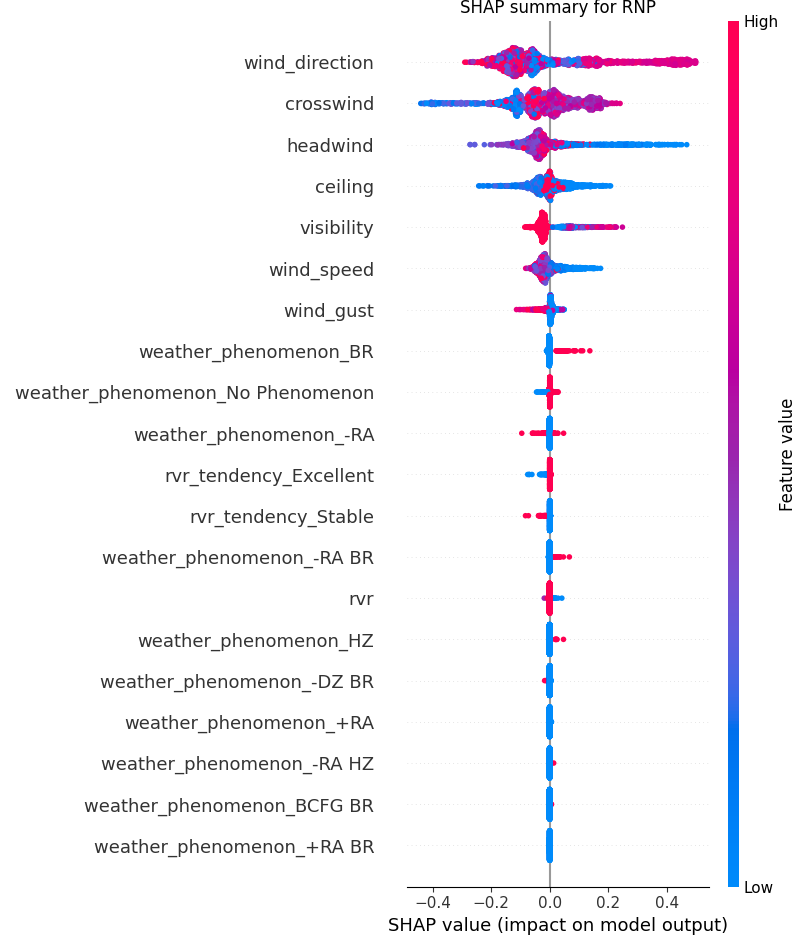 SHAP summary for RNP
High
wind_direction
crosswind
headwind
ceiling
visibility
wind_speed
wind_gust
weather_phenomenon_BR
weather_phenomenon_No Phenomenon
weather_phenomenon_-RA
rvr_tendency_Excellent
rvr_tendency_Stable
weather_phenomenon_-RA BR
rvr
weather_phenomenon_HZ
weather_phenomenon_-DZ BR
weather_phenomenon_+RA
weather_phenomenon_-RA HZ
weather_phenomenon_BCFG BR
weather_phenomenon_+RA BR
Feature value
Low
−0.4 −0.2 0.0 0.2 0.4
SHAP value (impact on model output)